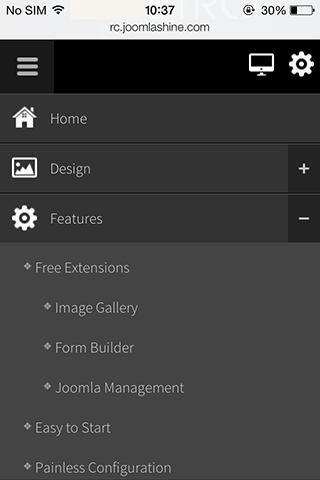 No SIM 10:37 30%
rc.joomlashine.com
Home
Design +
Features −
Free Extensions
Image Gallery
Form Builder
Joomla Management
Easy to Start
Painless Configuration